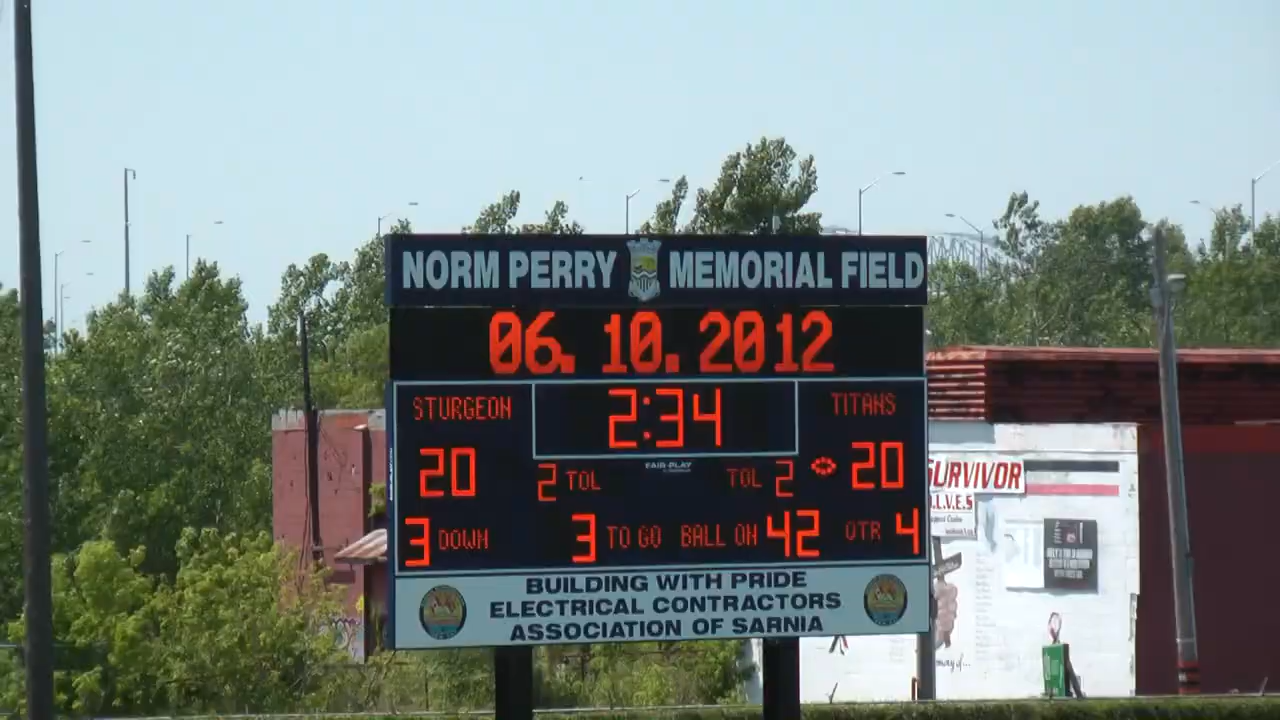 NORM PERRY MEMORIAL FIELD
06.10.2012
STURGEON 2:34 TITANS
20 2 TOL FAIR-PLAY TOL 2 20
3 DOWN 3 TO GO BALL ON 42 QTR 4
BUILDING WITH PRIDE
ELECTRICAL CONTRACTORS
ASSOCIATION OF SARNIA
SURVIVOR
L.V.E.S